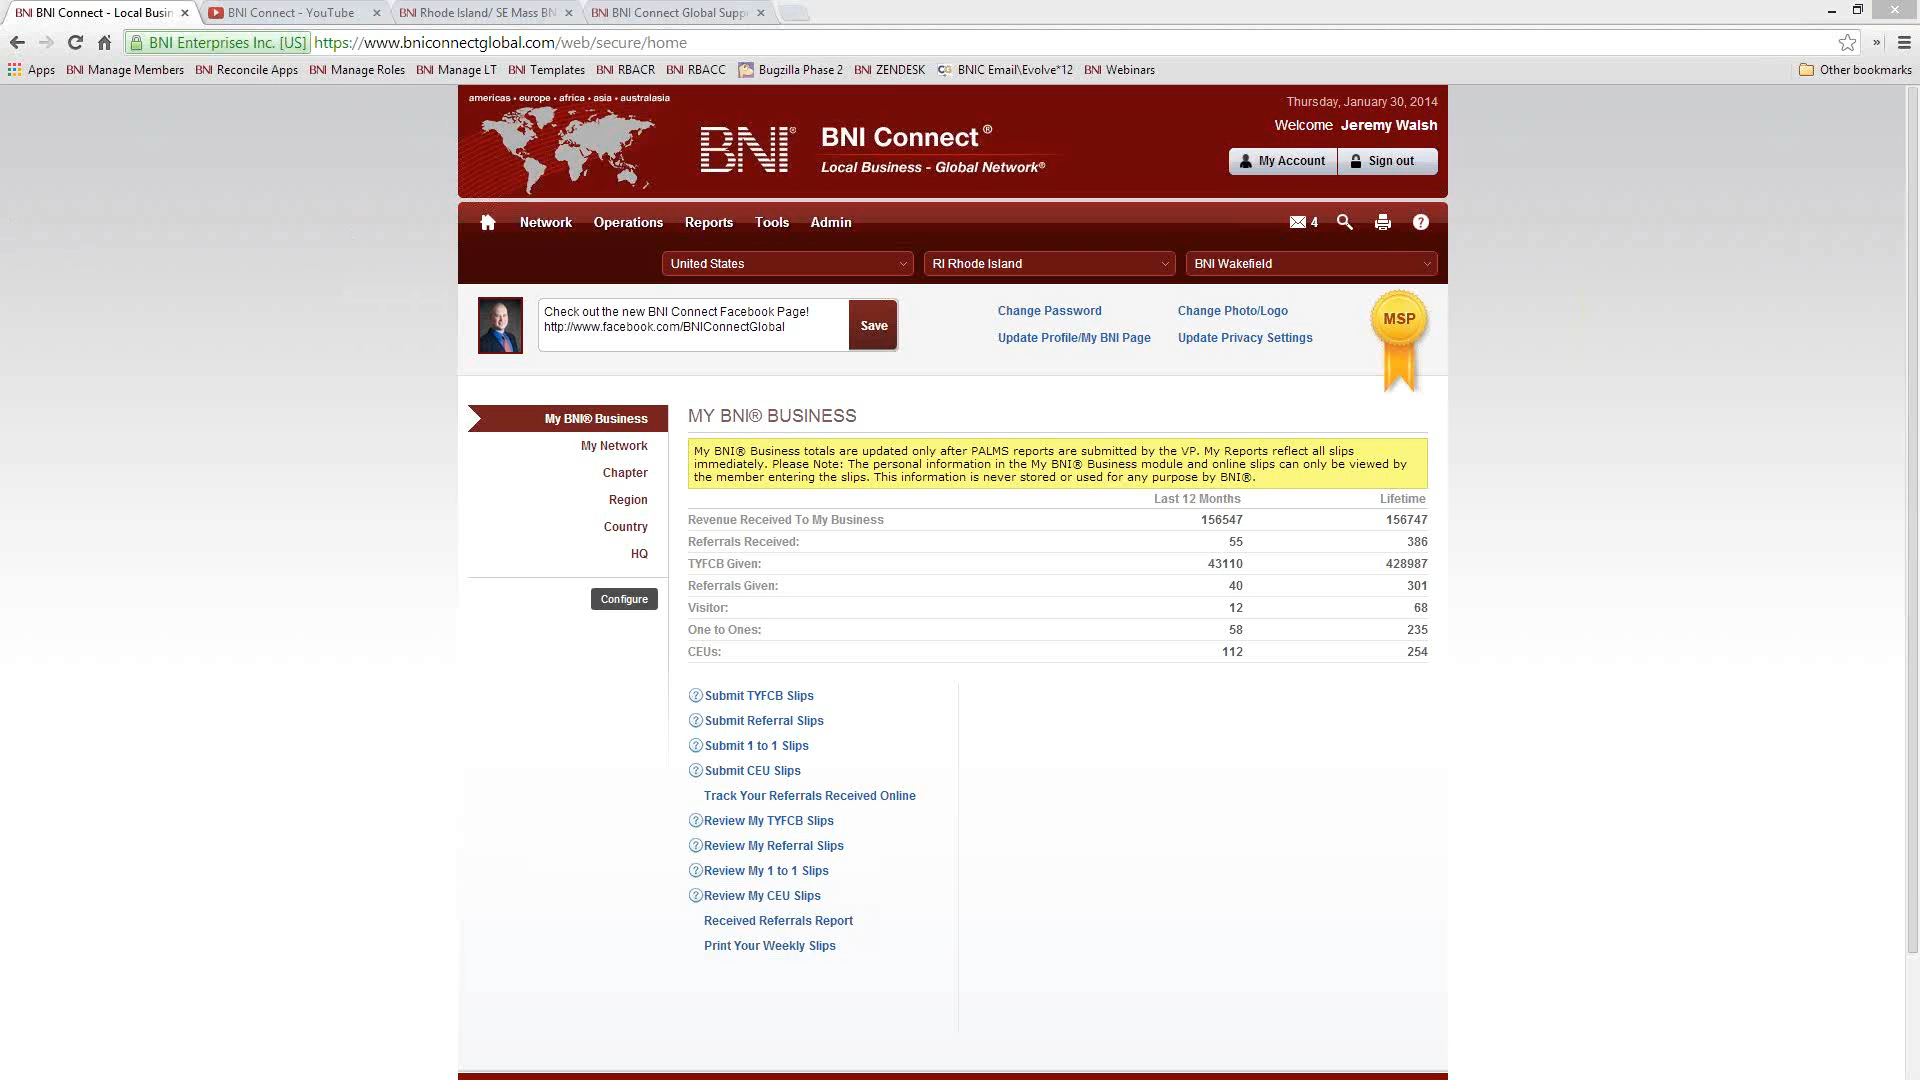 BNI BNI Connect - Local Busin
BNI Connect - YouTube
BNI Rhode Island/ SE Mass BN
BNI BNI Connect Global Supp
BNI Enterprises Inc. [US] https://www.bniconnectglobal.com/web/secure/home
Apps BNI Manage Members BNI Reconcile Apps BNI Manage Roles BNI Manage LT BNI Templates BNI RBACR BNI RBACC Bugzilla Phase 2 BNI ZENDESK CG BNIC Email\Evolve*12 BNI Webinars » Other bookmarks
americas • europe • africa • asia • australasia
Thursday, January 30, 2014
BNI® BNI Connect®
Local Business - Global Network®
Welcome Jeremy Walsh
My Account Sign out
Network Operations Reports Tools Admin 4
United States RI Rhode Island BNI Wakefield
Check out the new BNI Connect Facebook Page!
http://www.facebook.com/BNIConnectGlobal
Save
Change Password Change Photo/Logo
Update Profile/My BNI Page Update Privacy Settings
MSP
My BNI® Business
My Network
Chapter
Region
Country
HQ
Configure
MY BNI® BUSINESS
My BNI® Business totals are updated only after PALMS reports are submitted by the VP. My Reports reflect all slips
immediately. Please Note: The personal information in the My BNI® Business module and online slips can only be viewed by
the member entering the slips. This information is never stored or used for any purpose by BNI®.
Last 12 Months Lifetime
Revenue Received To My Business 156547 156747
Referrals Received: 55 386
TYFCB Given: 43110 428987
Referrals Given: 40 301
Visitor: 12 68
One to Ones: 58 235
CEUs: 112 254
Submit TYFCB Slips
Submit Referral Slips
Submit 1 to 1 Slips
Submit CEU Slips
Track Your Referrals Received Online
Review My TYFCB Slips
Review My Referral Slips
Review My 1 to 1 Slips
Review My CEU Slips
Received Referrals Report
Print Your Weekly Slips